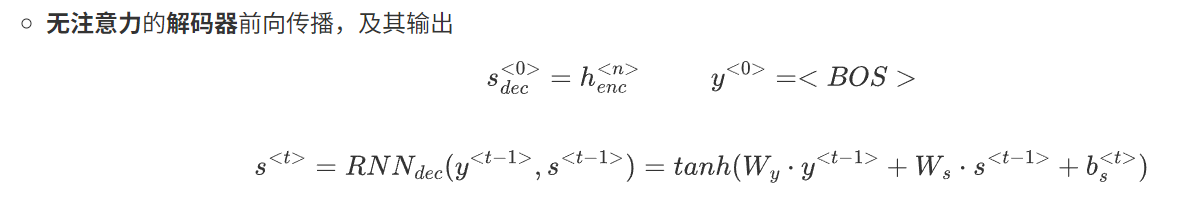 无注意力的解码器前向传播，及其输出
s_{dec}^{<0>} = h_{enc}^{<n>} y^{<0>} =< BOS >
s^{<t>} = RNN_{dec}(y^{<t-1>}, s^{<t-1>}) = tanh(W_y · y^{<t-1>} + W_s · s^{<t-1>} + b_s^{<t>})